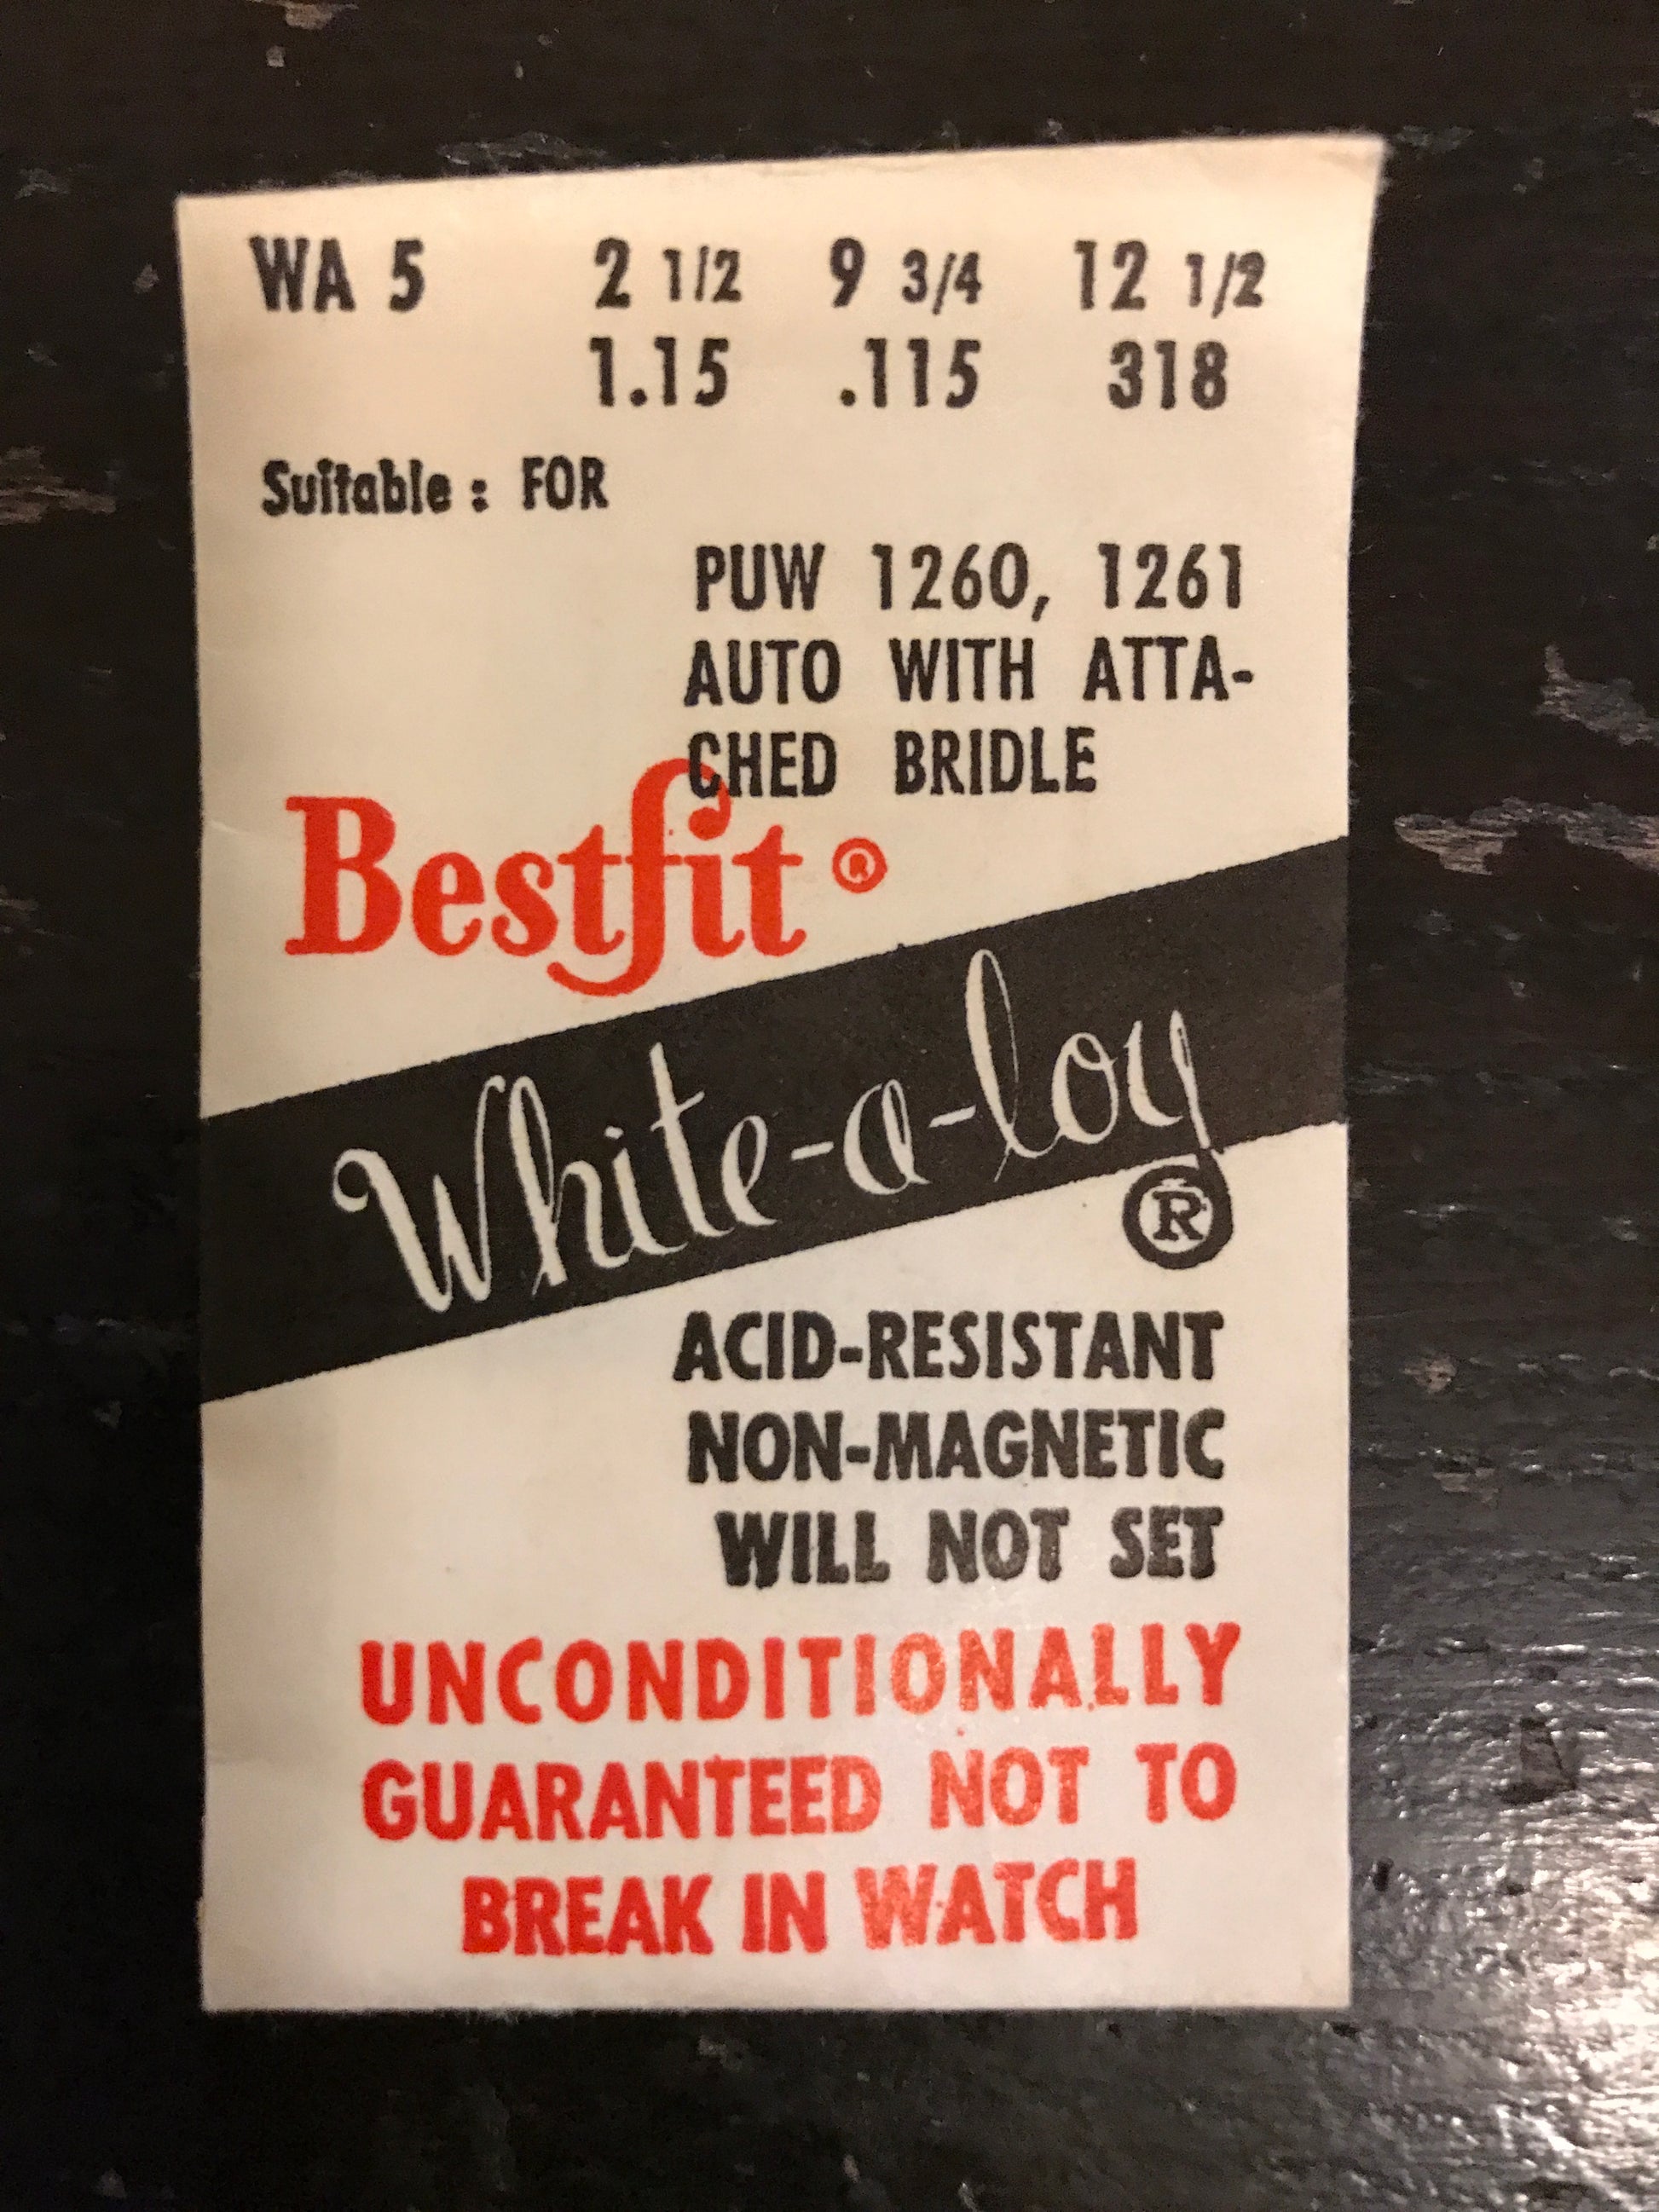 WA 5 2 1/2 9 3/4 12 1/2
1.15 .115 318
Suitable : FOR
PUW 1260, 1261
AUTO WITH ATTA-
CHED BRIDLE
Bestfit ®
White-a-loy
®
ACID-RESISTANT
NON-MAGNETIC
WILL NOT SET
UNCONDITIONALLY
GUARANTEED NOT TO
BREAK IN WATCH